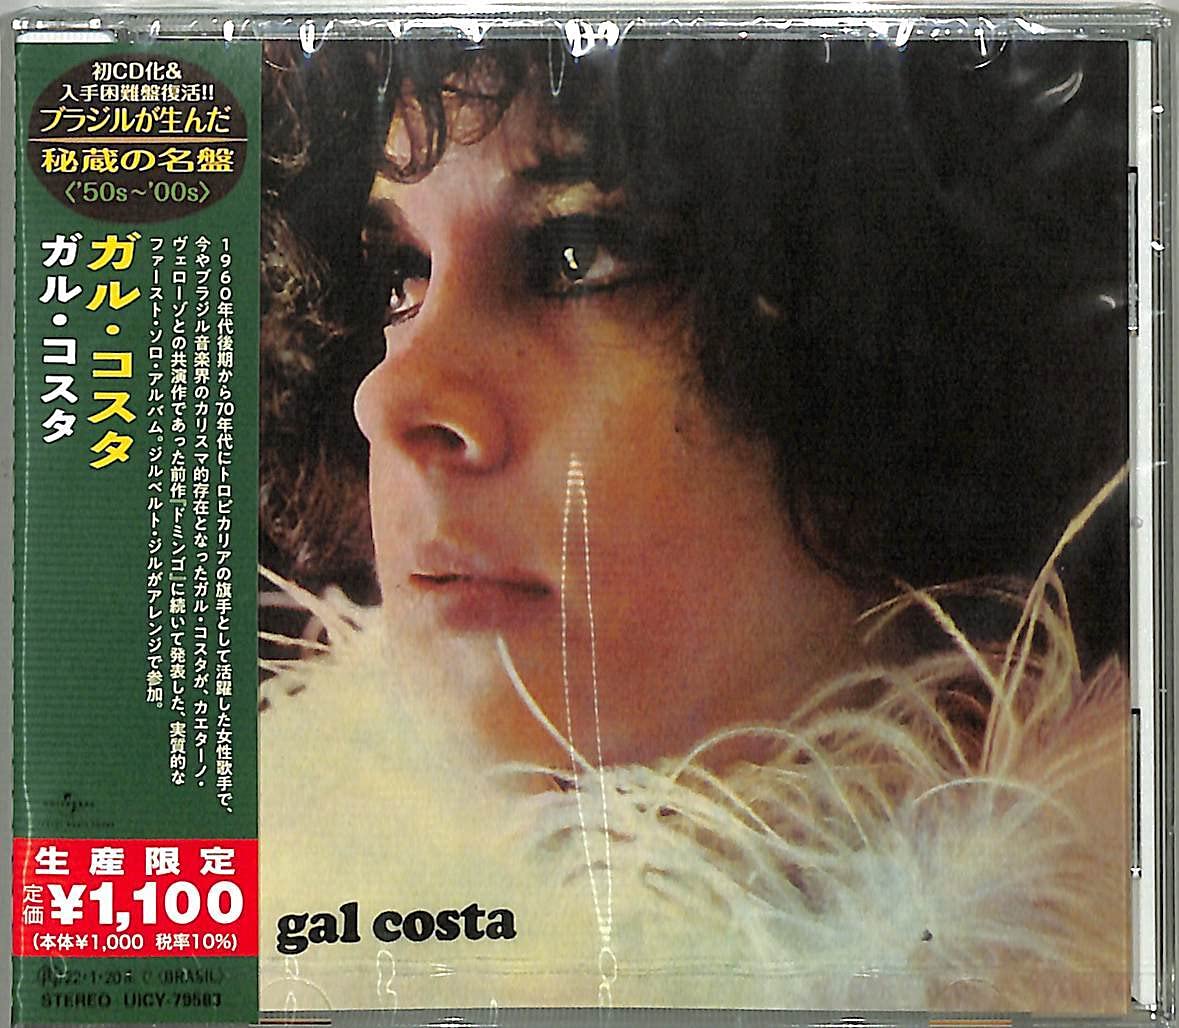 初CD化&
入手困難盤復活!!
ブラジルが生んだ
秘蔵の名盤
〈'50s~'00s〉
ガル・コスタ
ガル・コスタ
1960年代後期から70年代にトロピカリアの旗手として活躍した女性歌手で、
今やブラジル音楽界のカリスマ的存在となったガル・コスタが、カエターノ・
ヴェローゾとの共演作であった前作『ドミンゴ』に続いて発表した、実質的な
ファースト・ソロ・アルバム。ジルベルト・ジルがアレンジで参加。
UNIVERSAL
生産限定
定価 ¥1,100
(本体¥1,000 税率10%)
STEREO UICY-79583
gal costa